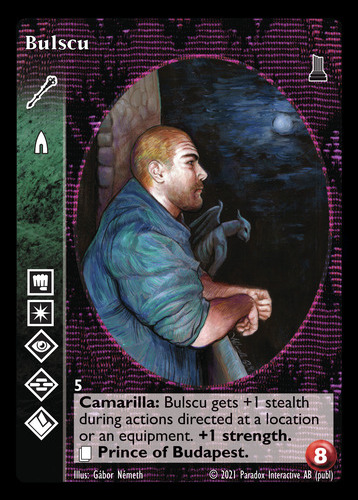 Bulscu
5
Camarilla: Bulscu gets +1 stealth
during actions directed at a location
or an equipment. +1 strength.
Prince of Budapest.
8
Illus: Gábor Németh © 2021 Paradox Interactive AB (publ)